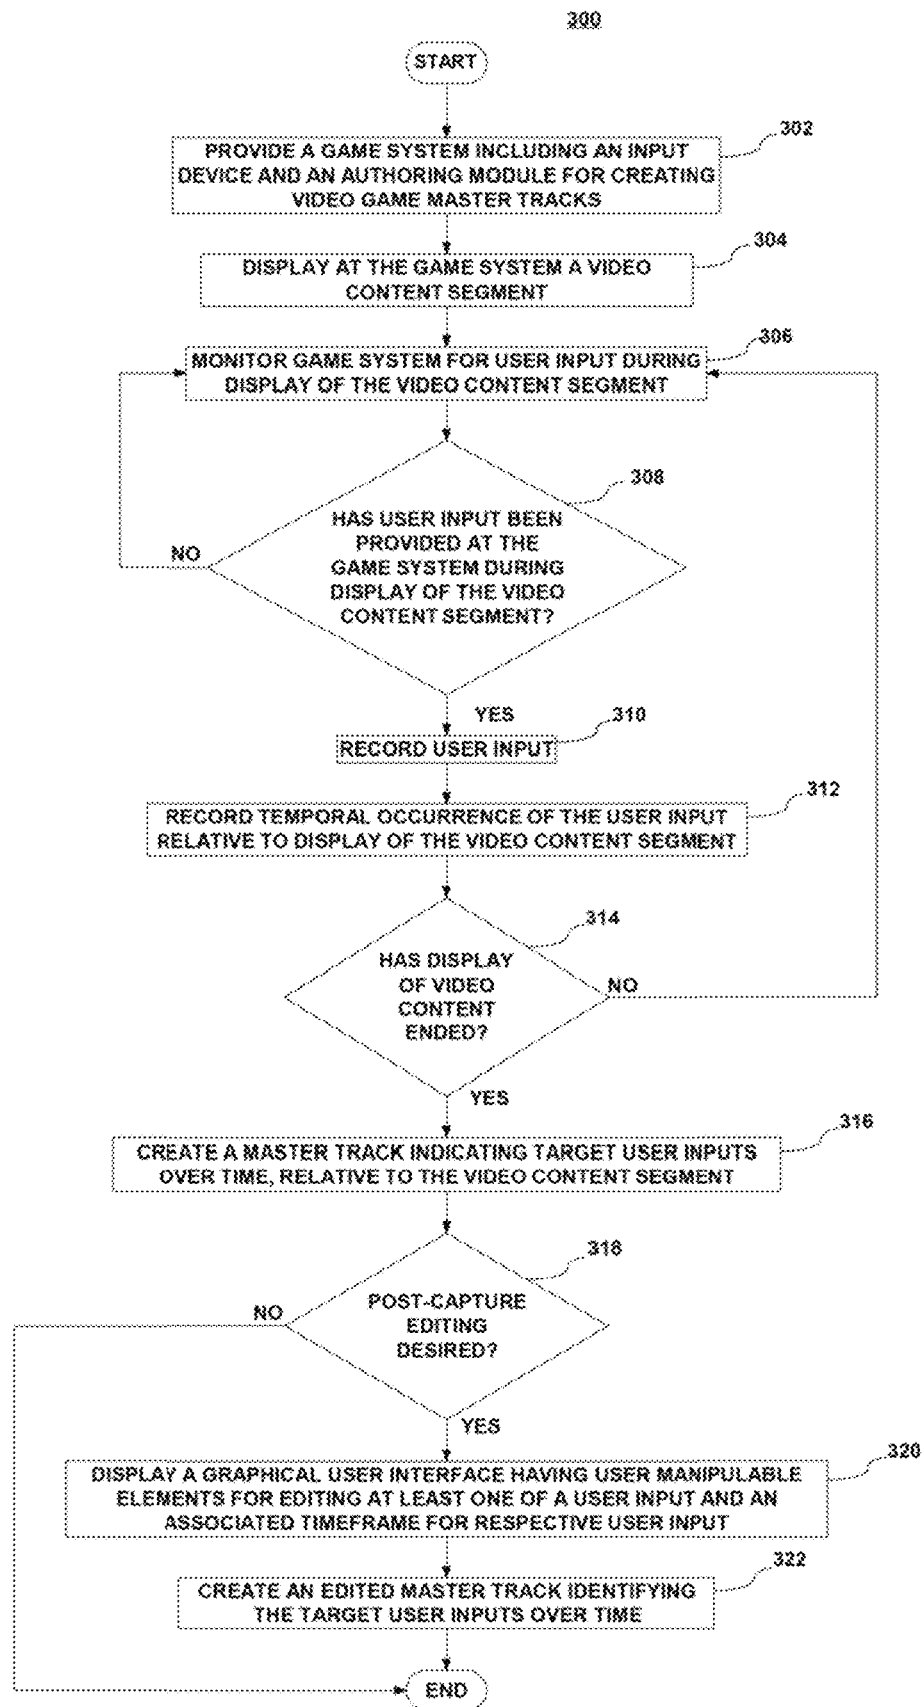 300
START
302
PROVIDE A GAME SYSTEM INCLUDING AN INPUT
DEVICE AND AN AUTHORING MODULE FOR CREATING
VIDEO GAME MASTER TRACKS
304
DISPLAY AT THE GAME SYSTEM A VIDEO
CONTENT SEGMENT
306
MONITOR GAME SYSTEM FOR USER INPUT DURING
DISPLAY OF THE VIDEO CONTENT SEGMENT
308
HAS USER INPUT BEEN
PROVIDED AT THE
GAME SYSTEM DURING
DISPLAY OF THE VIDEO
CONTENT SEGMENT?
NO
YES
310
RECORD USER INPUT
312
RECORD TEMPORAL OCCURRENCE OF THE USER INPUT
RELATIVE TO DISPLAY OF THE VIDEO CONTENT SEGMENT
314
HAS DISPLAY
OF VIDEO
CONTENT
ENDED?
NO
YES
316
CREATE A MASTER TRACK INDICATING TARGET USER INPUTS
OVER TIME, RELATIVE TO THE VIDEO CONTENT SEGMENT
318
POST-CAPTURE
EDITING
DESIRED?
NO
YES
320
DISPLAY A GRAPHICAL USER INTERFACE HAVING USER MANIPULABLE
ELEMENTS FOR EDITING AT LEAST ONE OF A USER INPUT AND AN
ASSOCIATED TIMEFRAME FOR RESPECTIVE USER INPUT
322
CREATE AN EDITED MASTER TRACK IDENTIFYING
THE TARGET USER INPUTS OVER TIME
END